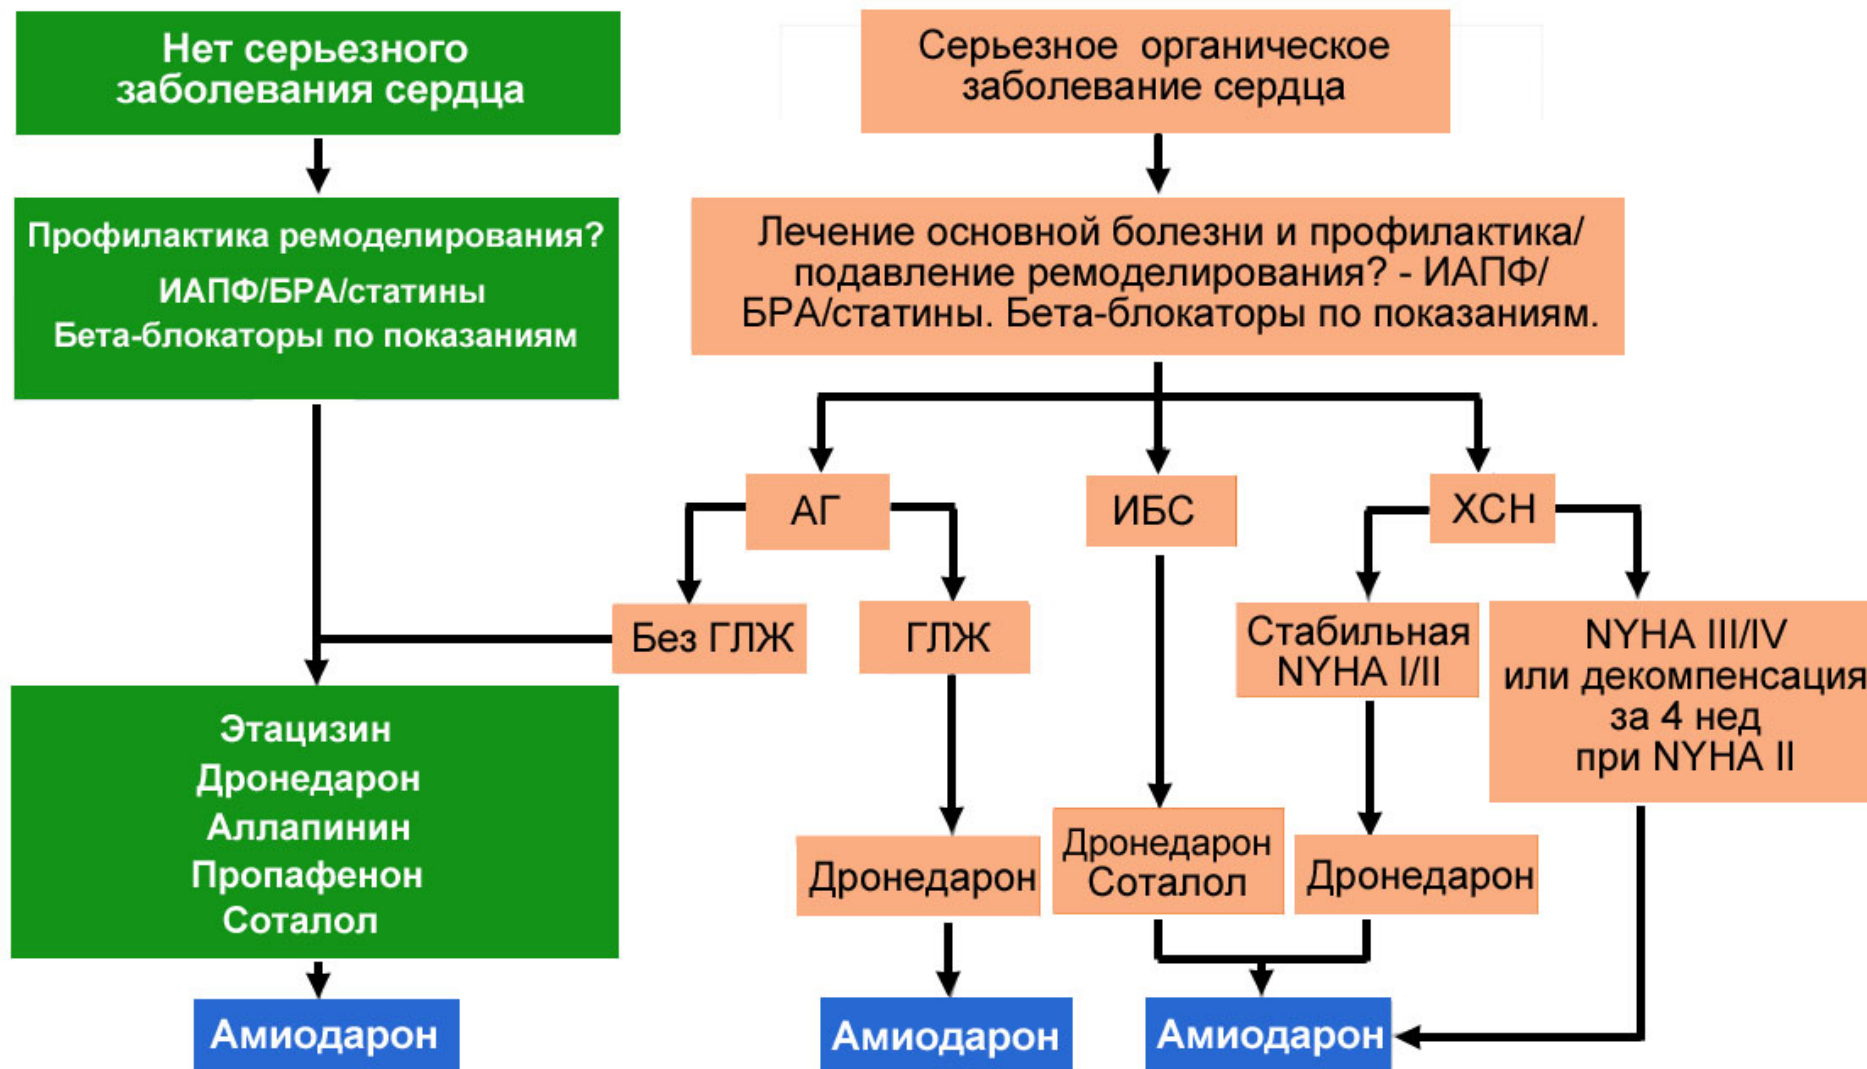 Нет серьезного
заболевания сердца
Серьезное органическое
заболевание сердца
Профилактика ремоделирования?
ИАПФ/БРА/статины
Бета-блокаторы по показаниям
Лечение основной болезни и профилактика/
подавление ремоделирования? - ИАПФ/
БРА/статины. Бета-блокаторы по показаниям.
АГ
ИБС
ХСН
Без ГЛЖ
ГЛЖ
Стабильная
NYHA I/II
NYHA III/IV
или декомпенсация
за 4 нед
при NYHA II
Этацизин
Дронедарон
Аллапинин
Пропафенон
Соталол
Дронедарон
Дронедарон
Соталол
Дронедарон
Амиодарон
Амиодарон
Амиодарон